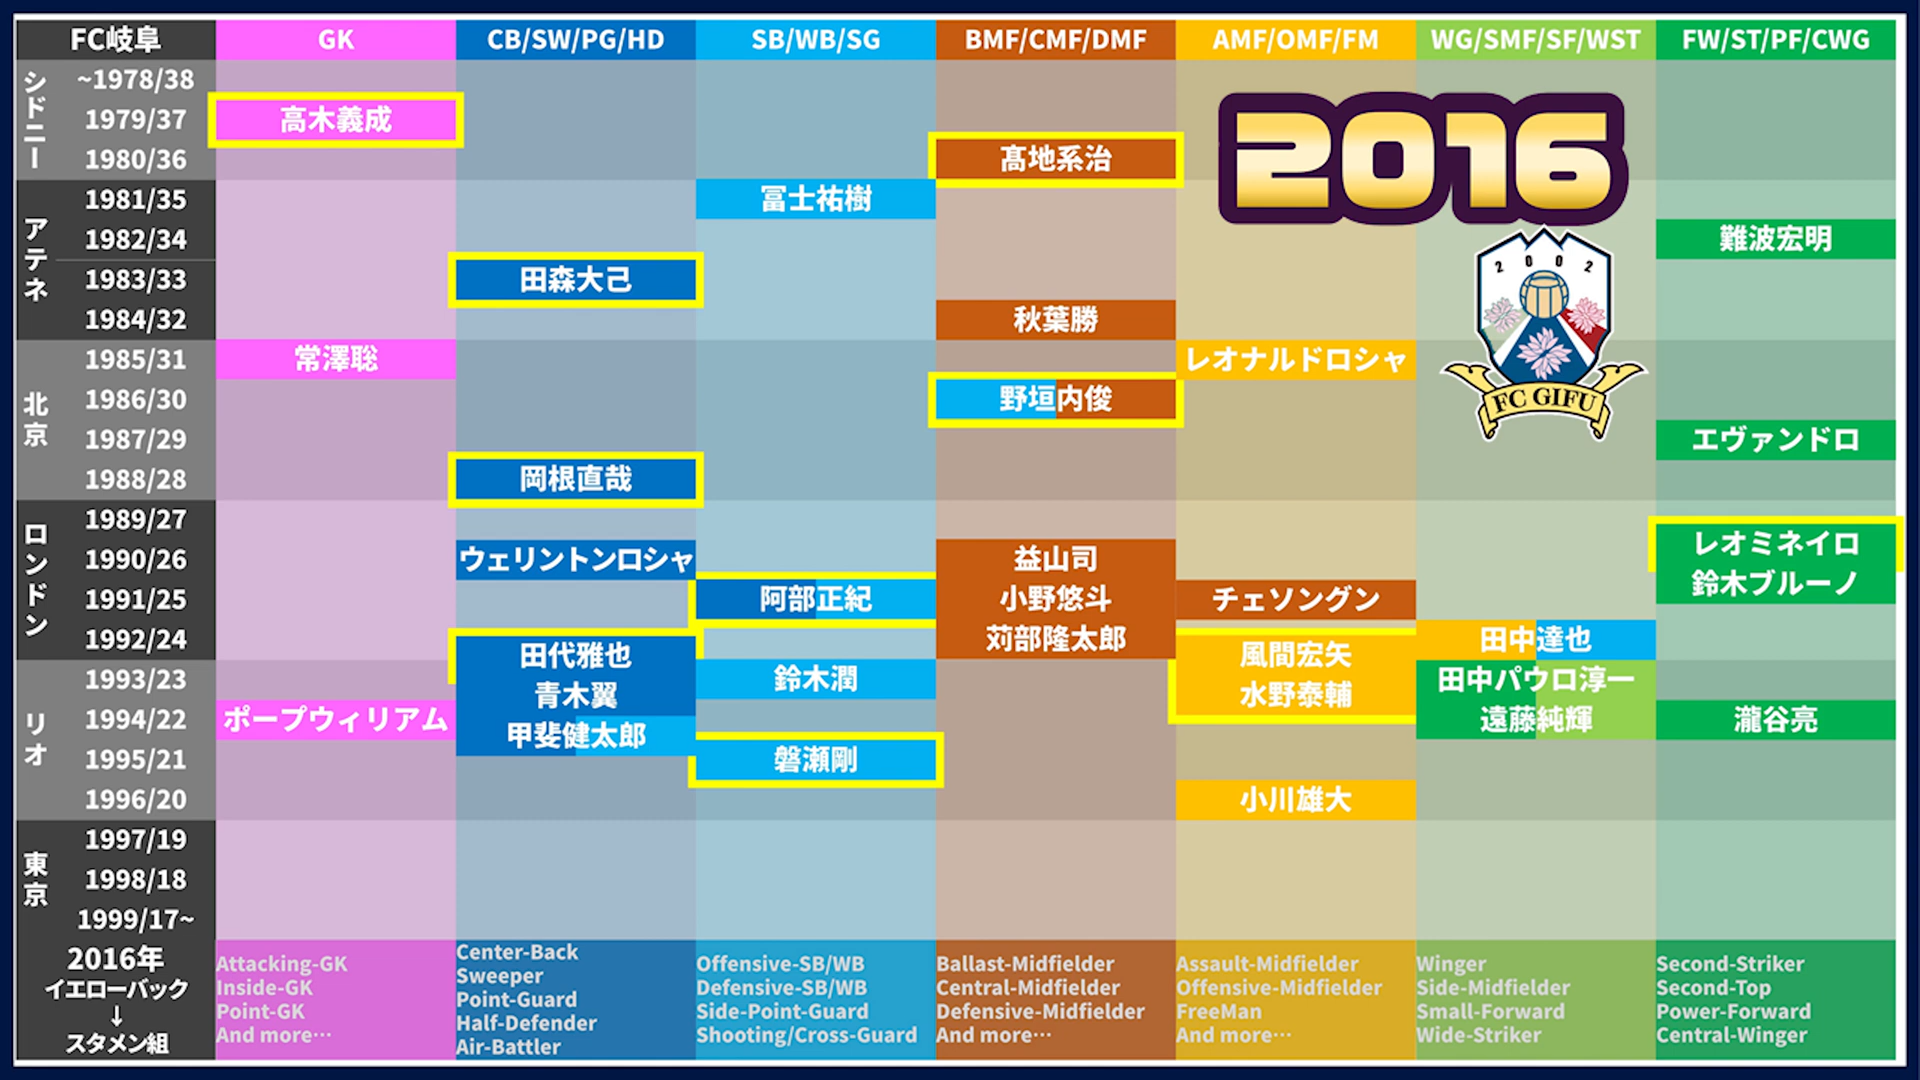 FC岐阜 GK CB/SW/PG/HD SB/WB/SG BMF/CMF/DMF AMF/OMF/FM WG/SMF/SF/WST FW/ST/PF/CWG
シドニー
~1978/38
1979/37 高木義成
1980/36 髙地系治
2016
アテネ
1981/35 冨士祐樹
1982/34 難波宏明
1983/33 田森大己
1984/32 秋葉勝
2002
FC GIFU
北京
1985/31 常澤聡 レオナルドロシャ
1986/30 野垣内俊
1987/29 エヴァンドロ
1988/28 岡根直哉
ロンドン
1989/27 レオミネイロ
1990/26 ウェリントンロシャ 益山司 鈴木ブルーノ
1991/25 阿部正紀 小野悠斗 チェソングン
1992/24 田代雅也 苅部隆太郎 風間宏矢 田中達也
リオ
1993/23 青木翼 鈴木潤 水野泰輔 田中パウロ淳一
1994/22 ポープウィリアム 甲斐健太郎 遠藤純輝 瀧谷亮
1995/21 磐瀬剛
1996/20 小川雄大
東京
1997/19
1998/18
1999/17~
2016年
イエローバック
↓
スタメン組
Attacking-GK
Inside-GK
Point-GK
And more…
Center-Back
Sweeper
Point-Guard
Half-Defender
Air-Battler
Offensive-SB/WB
Defensive-SB/WB
Side-Point-Guard
Shooting/Cross-Guard
Ballast-Midfielder
Central-Midfielder
Defensive-Midfielder
And more…
Assault-Midfielder
Offensive-Midfielder
FreeMan
And more…
Winger
Side-Midfielder
Small-Forward
Wide-Striker
Second-Striker
Second-Top
Power-Forward
Central-Winger